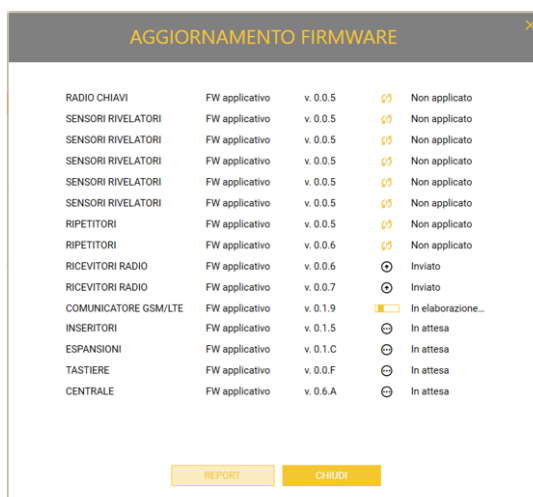 AGGIORNAMENTO FIRMWARE
RADIO CHIAVI FW applicativo v. 0.0.5 Non applicato
SENSORI RIVELATORI FW applicativo v. 0.0.5 Non applicato
SENSORI RIVELATORI FW applicativo v. 0.0.5 Non applicato
SENSORI RIVELATORI FW applicativo v. 0.0.5 Non applicato
SENSORI RIVELATORI FW applicativo v. 0.0.5 Non applicato
SENSORI RIVELATORI FW applicativo v. 0.0.5 Non applicato
RIPETITORI FW applicativo v. 0.0.5 Non applicato
RIPETITORI FW applicativo v. 0.0.6 Non applicato
RICEVITORI RADIO FW applicativo v. 0.0.6 Inviato
RICEVITORI RADIO FW applicativo v. 0.0.7 Inviato
COMUNICATORE GSM/LTE FW applicativo v. 0.1.9 In elaborazione...
INSERITORI FW applicativo v. 0.1.5 In attesa
ESPANSIONI FW applicativo v. 0.1.C In attesa
TASTIERE FW applicativo v. 0.0.F In attesa
CENTRALE FW applicativo v. 0.6.A In attesa
REPORT CHIUDI